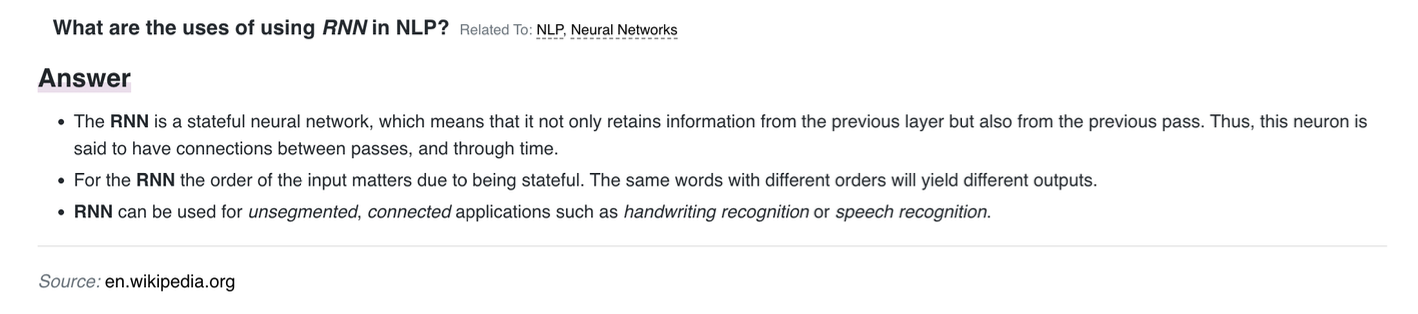 What are the uses of using RNN in NLP? Related To: NLP, Neural Networks
Answer
• The RNN is a stateful neural network, which means that it not only retains information from the previous layer but also from the previous pass. Thus, this neuron is
said to have connections between passes, and through time.
• For the RNN the order of the input matters due to being stateful. The same words with different orders will yield different outputs.
• RNN can be used for unsegmented, connected applications such as handwriting recognition or speech recognition.
Source: en.wikipedia.org